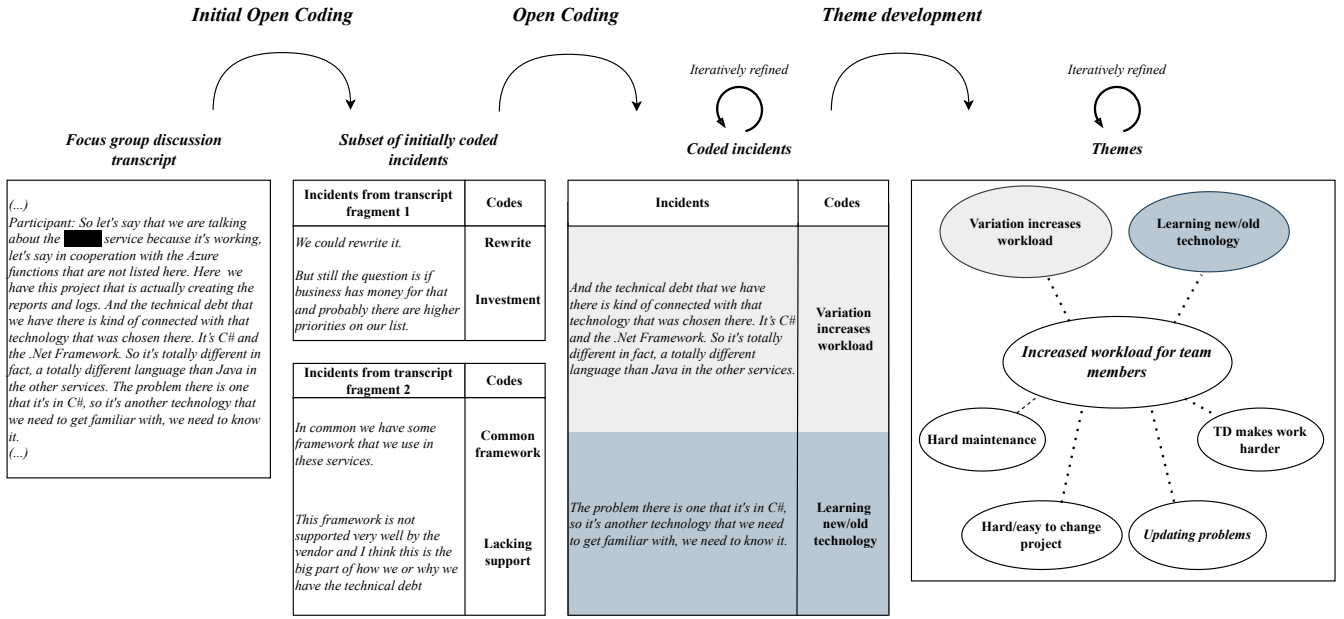 Initial Open Coding
Open Coding
Theme development
Iteratively refined
Iteratively refined
Focus group discussion
transcript
Subset of initially coded
incidents
Coded incidents
Themes
(...)
Participant: So let's say that we are talking
about the service because it's working,
let's say in cooperation with the Azure
functions that are not listed here. Here we
have this project that is actually creating the
reports and logs. And the technical debt that
we have there is kind of connected with that
technology that was chosen there. It's C# and
the .Net Framework. So it's totally different in
fact, a totally different language than Java in
the other services. The problem there is one
that it's in C#, so it's another technology that
we need to get familiar with, we need to know
it.
(...)
Incidents from transcript
fragment 1
Codes
We could rewrite it.
Rewrite
But still the question is if
business has money for that
and probably there are higher
priorities on our list.
Investment
Incidents from transcript
fragment 2
Codes
In common we have some
framework that we use in
these services.
Common
framework
This framework is not
supported very well by the
vendor and I think this is the
big part of how we or why we
have the technical debt
Lacking
support
Incidents
Codes
And the technical debt that we have
there is kind of connected with that
technology that was chosen there. It's C#
and the .Net Framework. So it's totally
different in fact, a totally different
language than Java in the other services.
Variation
increases
workload
The problem there is one that it's in C#,
so it's another technology that we need
to get familiar with, we need to know it.
Learning
new/old
technology
Variation increases
workload
Learning new/old
technology
Increased workload for team
members
Hard maintenance
TD makes work
harder
Hard/easy to change
project
Updating problems